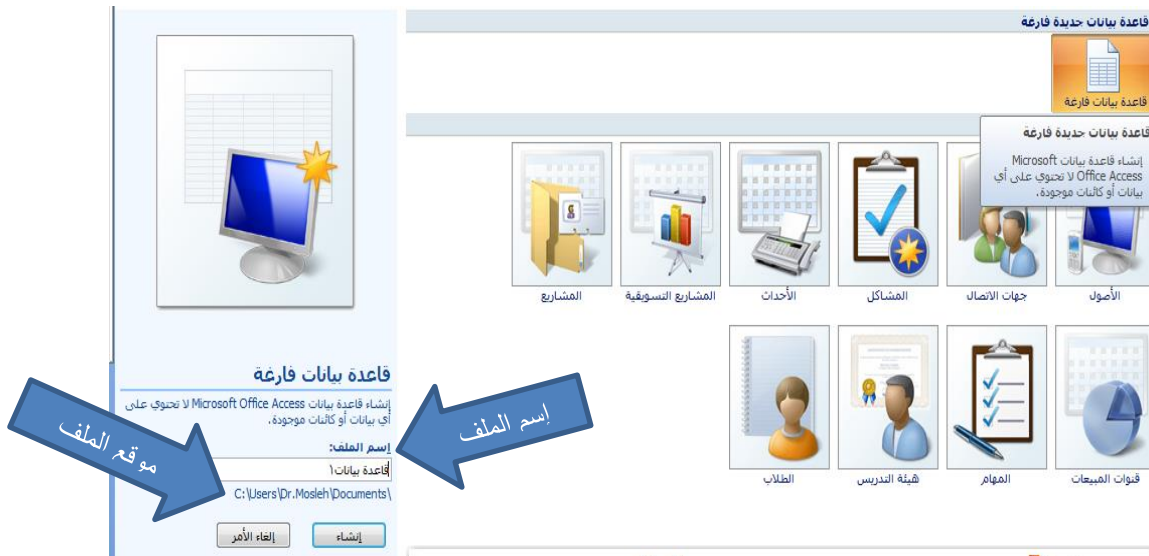 قاعدة بيانات جديدة فارغة
قاعدة بيانات فارغة
قاعدة بيانات جديدة فارغة
إنشاء قاعدة بيانات Microsoft
Office Access لا تحتوي على أي
بيانات أو كائنات موجودة.
الأصول
جهات الاتصال
المشاكل
الأحداث
المشاريع التسويقية
المشاريع
قنوات المبيعات
المهام
هيئة التدريس
الطلاب
قاعدة بيانات فارغة
إنشاء قاعدة بيانات Microsoft Office Access لا تحتوي على
أي بيانات أو كائنات موجودة.
إسم الملف:
قاعدة بيانات١
C:\Users\Dr.Mosleh\Documents\
إنشاء
إلغاء الأمر
إسم الملف
موقع الملف